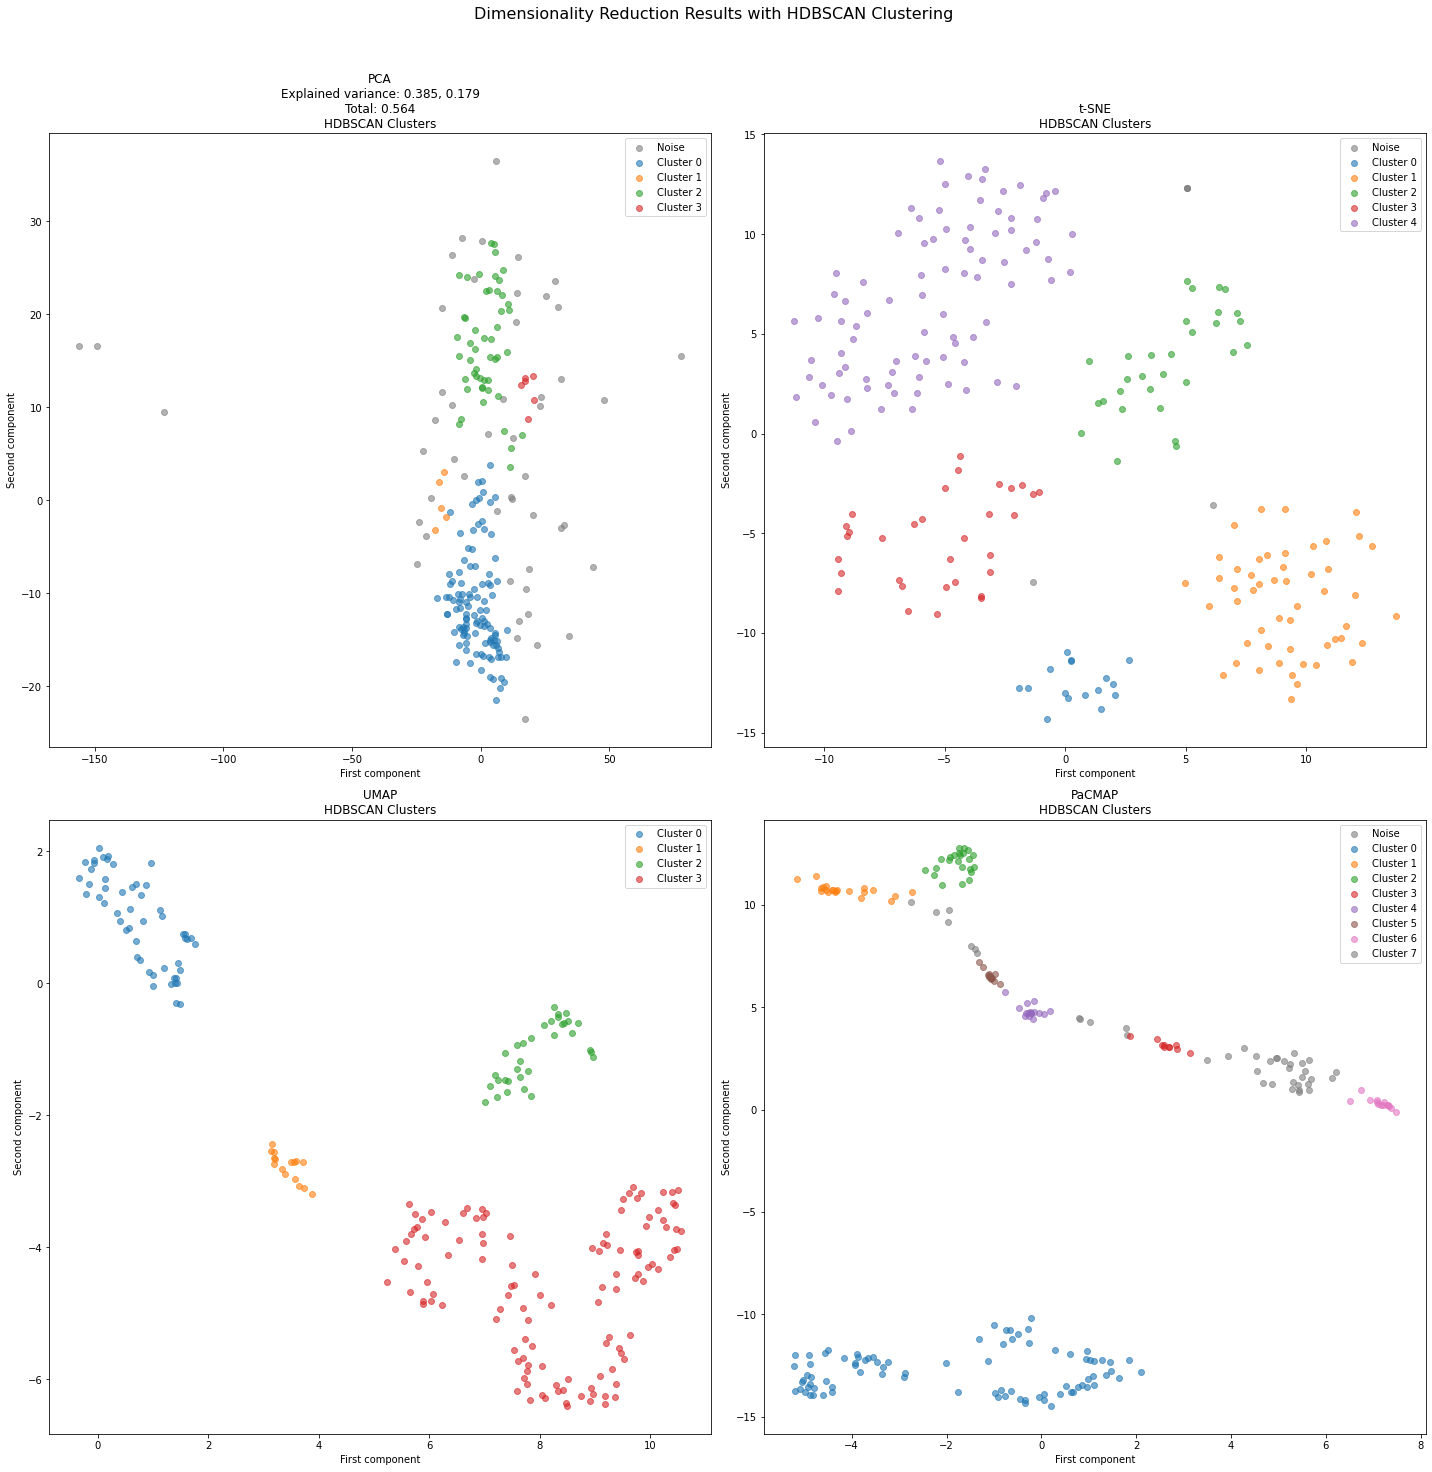 Dimensionality Reduction Results with HDBSCAN Clustering
PCA
Explained variance: 0.385, 0.179
Total: 0.564
HDBSCAN Clusters
Noise
Cluster 0
Cluster 1
Cluster 2
Cluster 3
30
20
10
0
−10
−20
Second component
−150
−100
−50
0
50
First component
t-SNE
HDBSCAN Clusters
Noise
Cluster 0
Cluster 1
Cluster 2
Cluster 3
Cluster 4
15
10
5
0
−5
−10
−15
Second component
−10
−5
0
5
10
First component
UMAP
HDBSCAN Clusters
Cluster 0
Cluster 1
Cluster 2
Cluster 3
2
0
−2
−4
−6
Second component
0
2
4
6
8
10
First component
PaCMAP
HDBSCAN Clusters
Noise
Cluster 0
Cluster 1
Cluster 2
Cluster 3
Cluster 4
Cluster 5
Cluster 6
Cluster 7
10
5
0
−5
−10
−15
Second component
−4
−2
0
2
4
6
8
First component